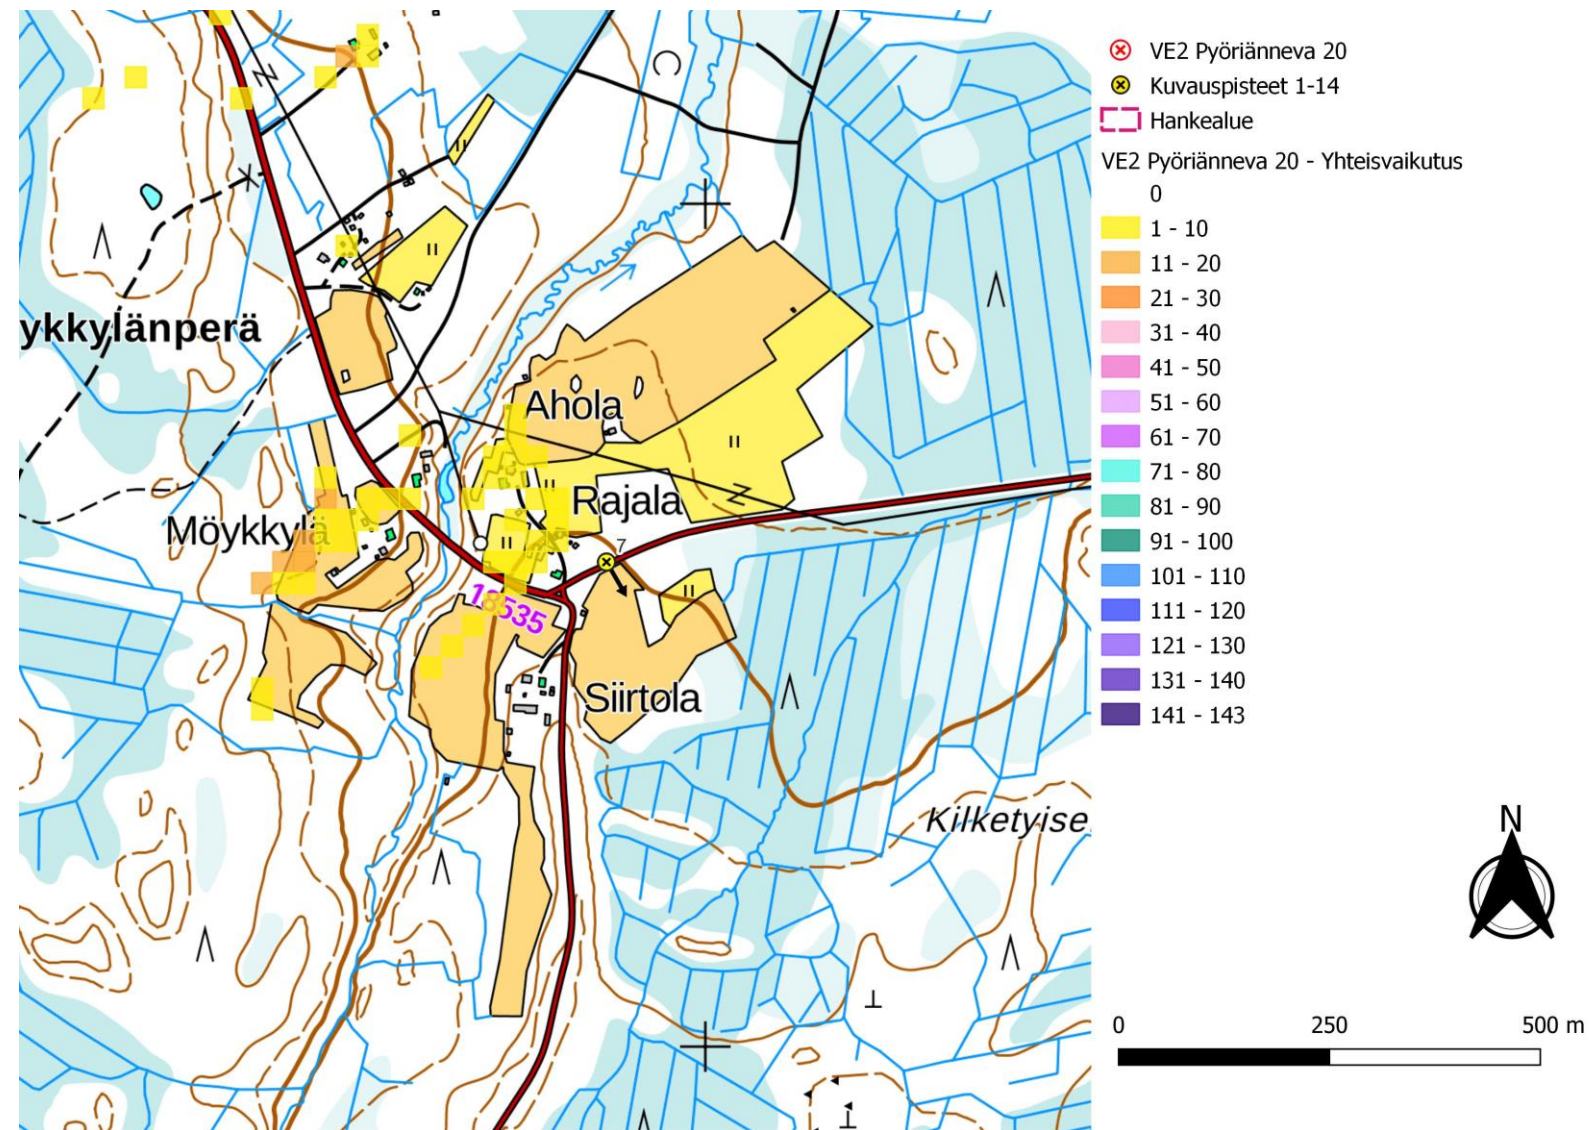 ykkylänperä
Ahola
Rajala
Möykkylä
7
18535
Siirtola
Kilketyise
VE2 Pyöriänneva 20
Kuvauspisteet 1-14
Hankealue
VE2 Pyöriänneva 20 - Yhteisvaikutus
0
1 - 10
11 - 20
21 - 30
31 - 40
41 - 50
51 - 60
61 - 70
71 - 80
81 - 90
91 - 100
101 - 110
111 - 120
121 - 130
131 - 140
141 - 143
N
0 250 500 m